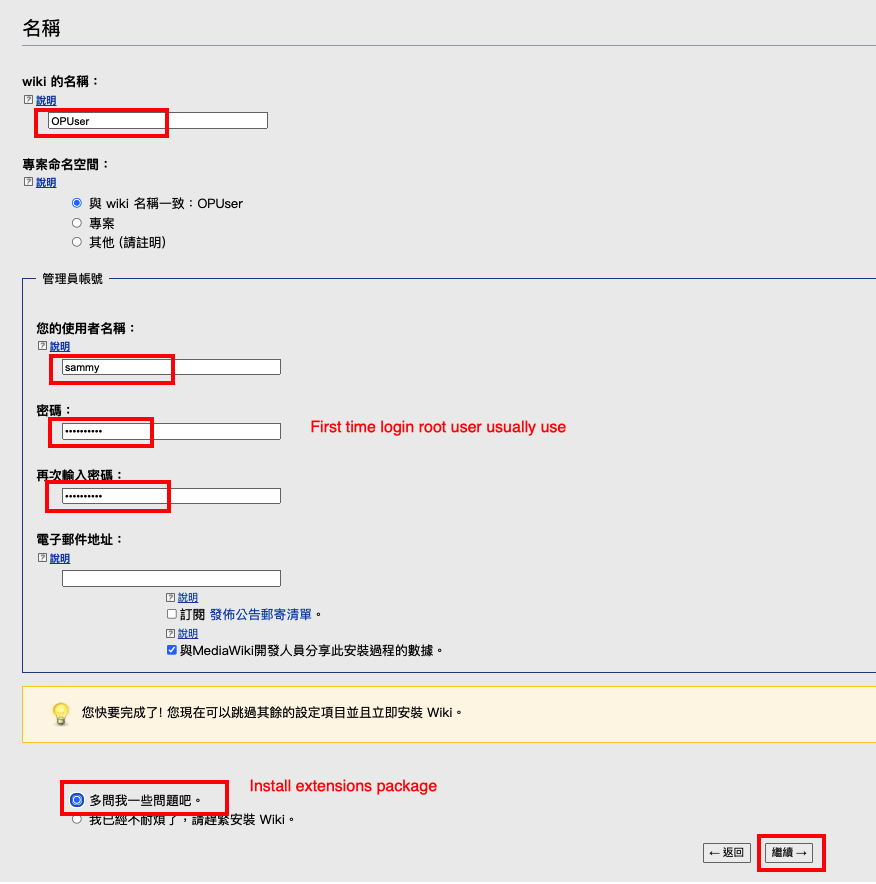 名稱
wiki 的名稱：
說明
OPUser
專案命名空間：
說明
與 wiki 名稱一致：OPUser
專案
其他 (請註明)
管理員帳號
您的使用者名稱：
說明
sammy
密碼：
••••••••••
First time login root user usually use
再次輸入密碼：
••••••••••
電子郵件地址：
說明
說明
訂閱 發佈公告郵寄清單。
說明
與MediaWiki開發人員分享此安裝過程的數據。
您快要完成了! 您現在可以跳過其餘的設定項目並且立即安裝 Wiki。
Install extensions package
多問我一些問題吧。
我已經不耐煩了，請趕緊安裝 Wiki。
← 返回
繼續 →